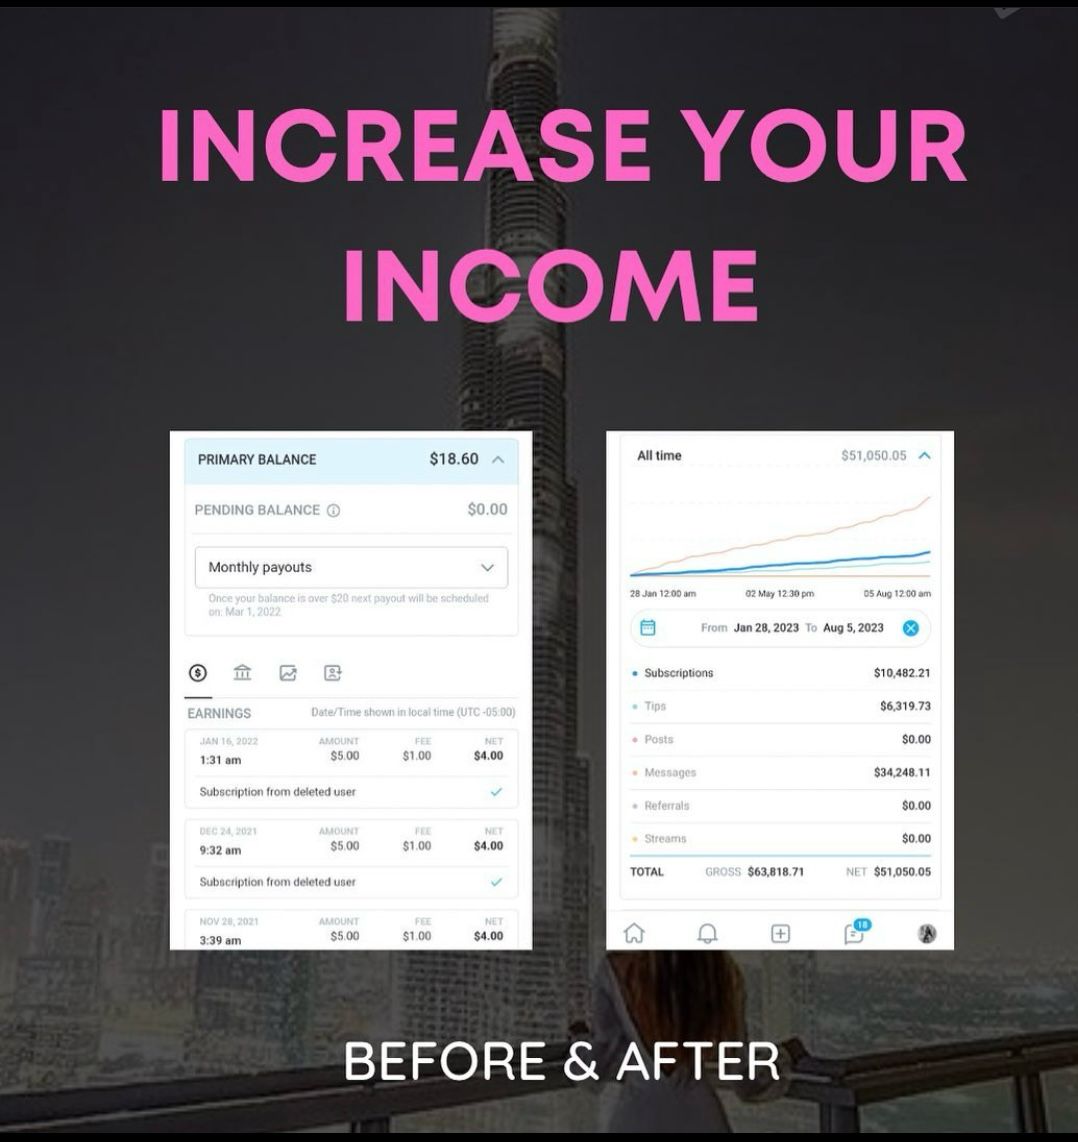 INCREASE YOUR
INCOME
PRIMARY BALANCE $18.60
PENDING BALANCE $0.00
Monthly payouts
Once your balance is over $20 next payout will be scheduled
on: Mar 1, 2022
EARNINGS Date/Time shown in local time (UTC -05:00)
JAN 16, 2022 AMOUNT FEE NET
1:31 am $5.00 $1.00 $4.00
Subscription from deleted user
DEC 24, 2021 AMOUNT FEE NET
9:32 am $5.00 $1.00 $4.00
Subscription from deleted user
NOV 28, 2021 AMOUNT FEE NET
3:39 am $5.00 $1.00 $4.00
All time $51,050.05
28 Jan 12:00 am 02 May 12:30 pm 05 Aug 12:00 am
From Jan 28, 2023 To Aug 5, 2023
Subscriptions $10,482.21
Tips $6,319.73
Posts $0.00
Messages $34,248.11
Referrals $0.00
Streams $0.00
TOTAL GROSS $63,818.71 NET $51,050.05
18
BEFORE & AFTER